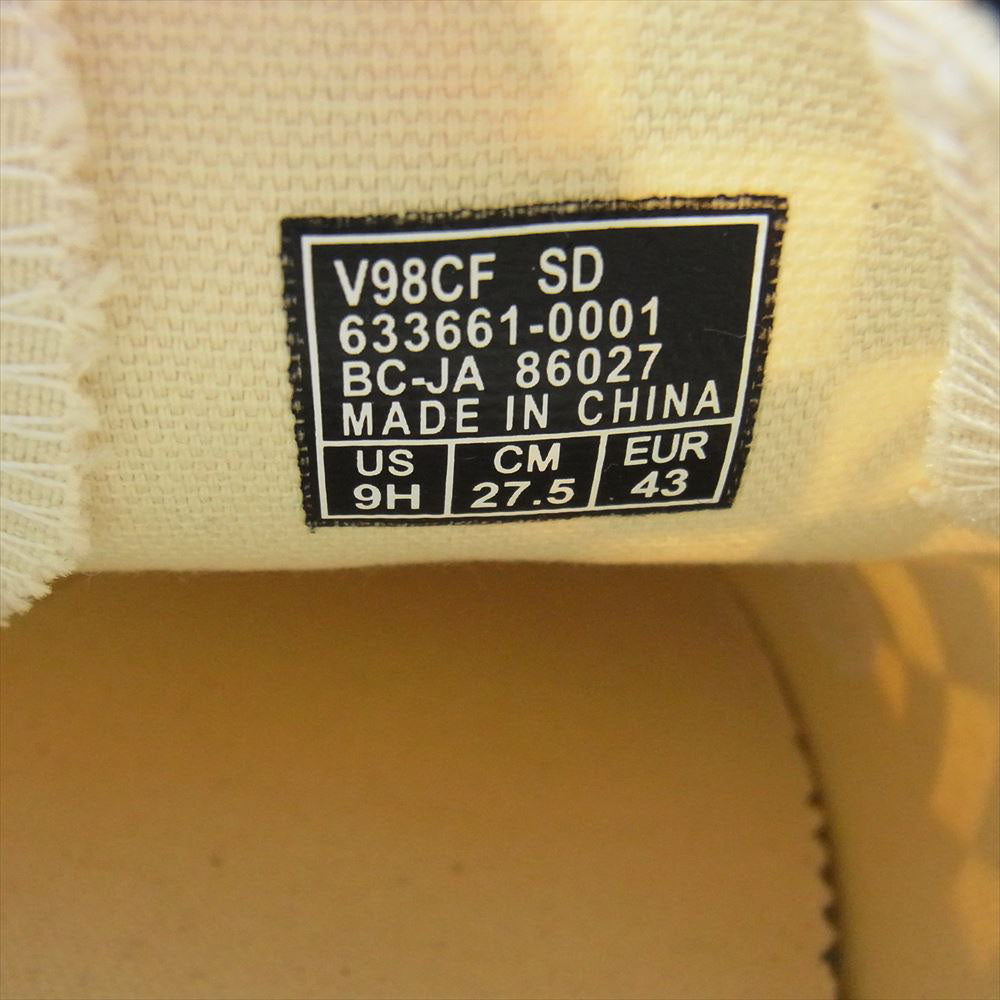 V98CF SD
633661-0001
BC-JA 86027
MADE IN CHINA
US CM EUR
9H 27.5 43